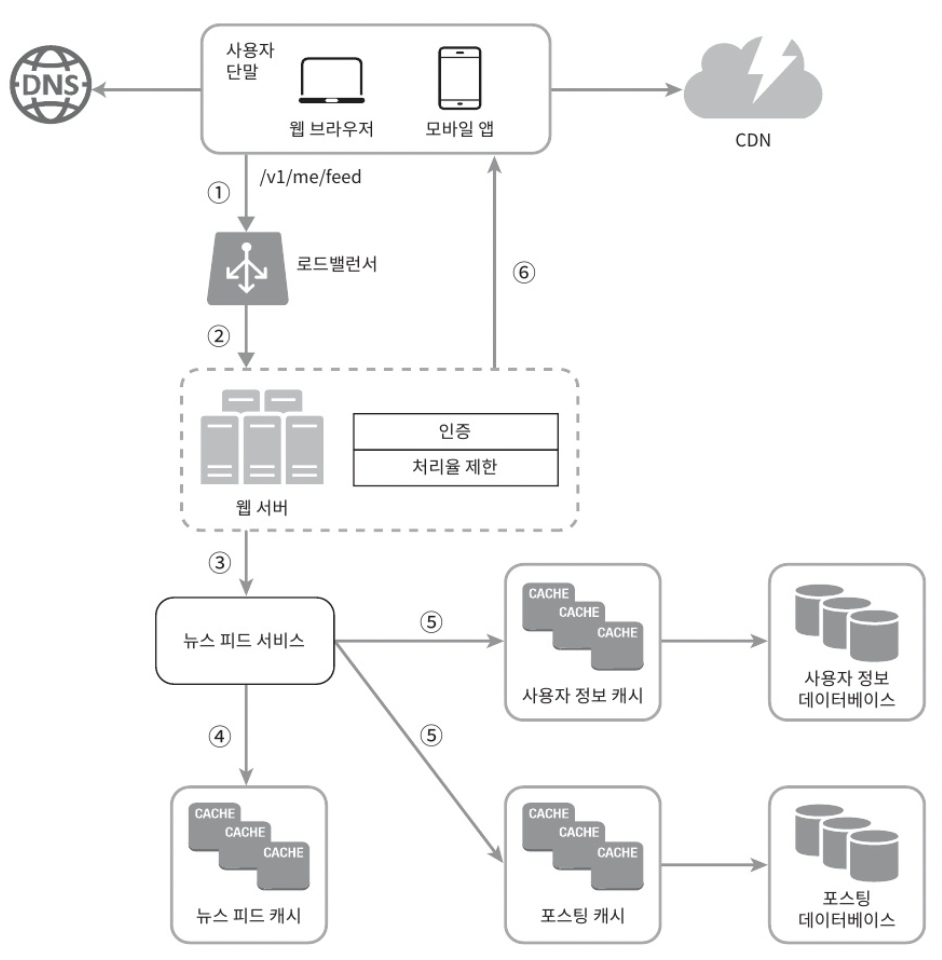 사용자
단말
DNS
웹 브라우저
모바일 앱
CDN
①
/v1/me/feed
로드밸런서
⑥
②
인증
처리율 제한
웹 서버
③
CACHE
CACHE
CACHE
사용자 정보 캐시
사용자 정보
데이터베이스
뉴스 피드 서비스
⑤
⑤
④
CACHE
CACHE
CACHE
뉴스 피드 캐시
CACHE
CACHE
CACHE
포스팅 캐시
포스팅
데이터베이스